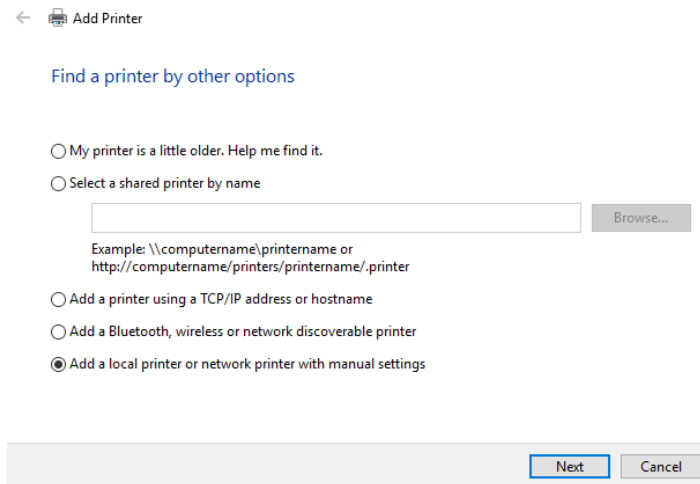 Add Printer
Find a printer by other options
My printer is a little older. Help me find it.
Select a shared printer by name
Browse...
Example: \\computername\printername or
http://computername/printers/printername/.printer
Add a printer using a TCP/IP address or hostname
Add a Bluetooth, wireless or network discoverable printer
Add a local printer or network printer with manual settings
Next
Cancel